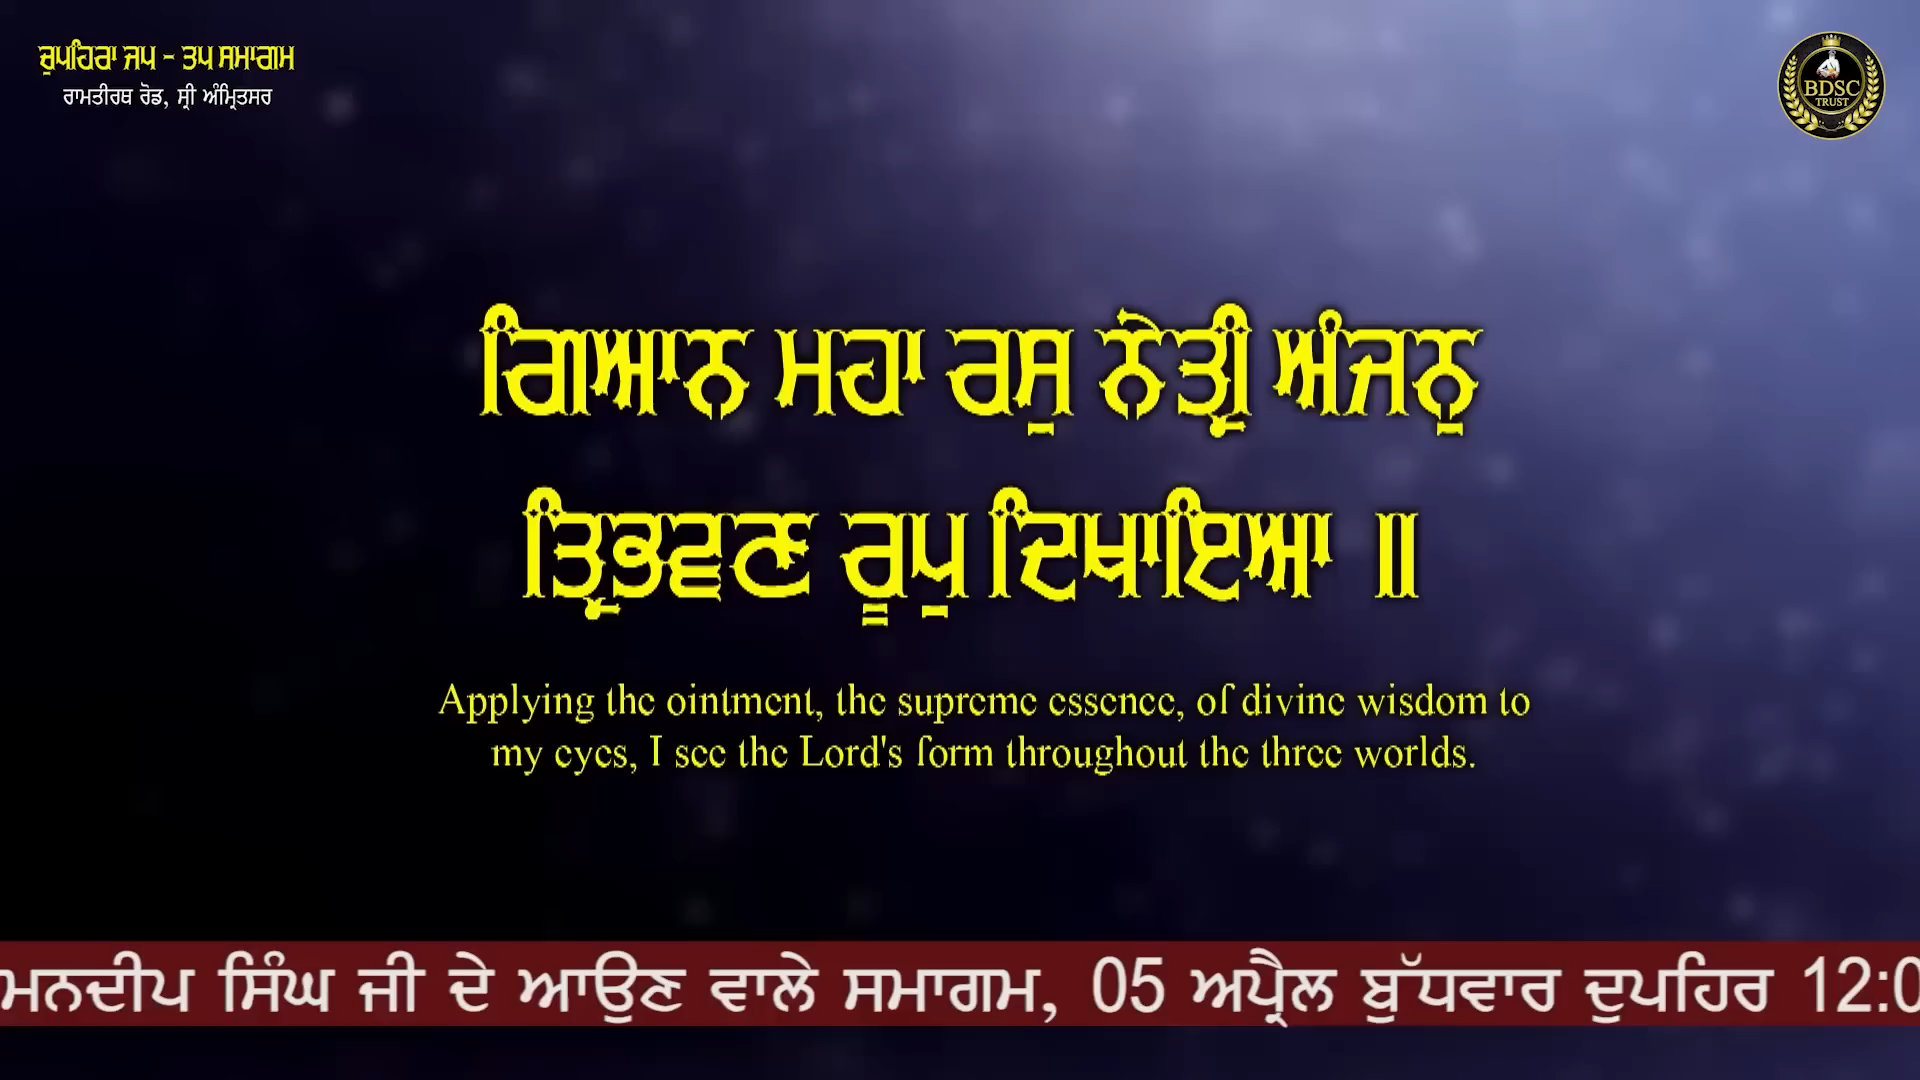 ਚੁਪਹਿਰਾ ਜਪ - ਤਪ ਸਮਾਗਮ
ਰਾਮਤੀਰਥ ਰੋਡ, ਸ੍ਰੀ ਅੰਮ੍ਰਿਤਸਰ
BDSC
TRUST
ਗਿਆਨ ਮਹਾ ਰਸੁ ਨੇਤ੍ਰੀ ਅੰਜਨੁ
ਤ੍ਰਿਭਵਣ ਰੂਪੁ ਦਿਖਾਇਆ ॥
Applying the ointment, the supreme essence, of divine wisdom to
my eyes, I see the Lord's form throughout the three worlds.
ਮਨਦੀਪ ਸਿੰਘ ਜੀ ਦੇ ਆਉਣ ਵਾਲੇ ਸਮਾਗਮ, 05 ਅਪ੍ਰੈਲ ਬੁੱਧਵਾਰ ਦੁਪਹਿਰ 12:0